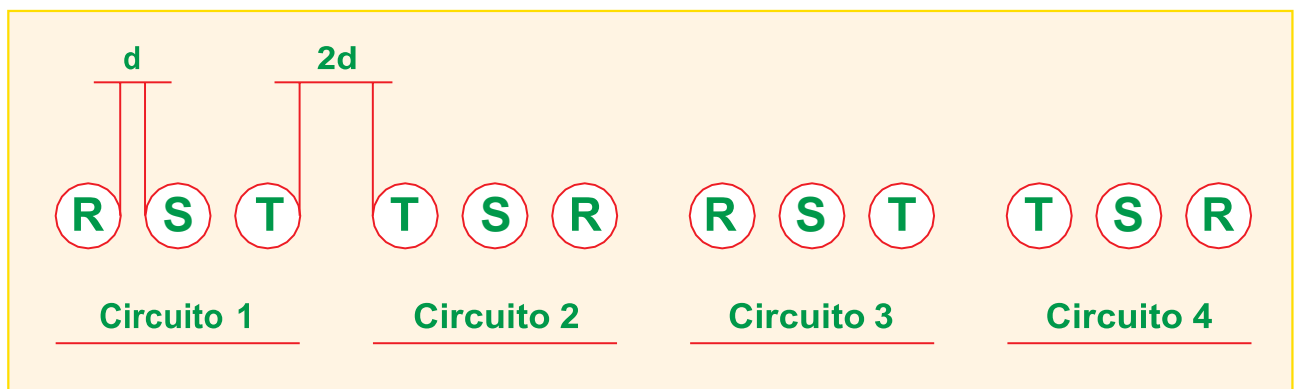 d 2d
R S T T S R R S T T S R
Circuito 1 Circuito 2 Circuito 3 Circuito 4